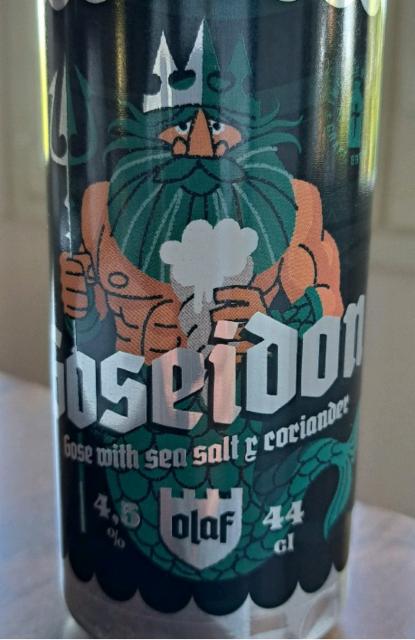 Goseidon
Gose with sea salt & coriander
4,5
%
olaf
44
cl